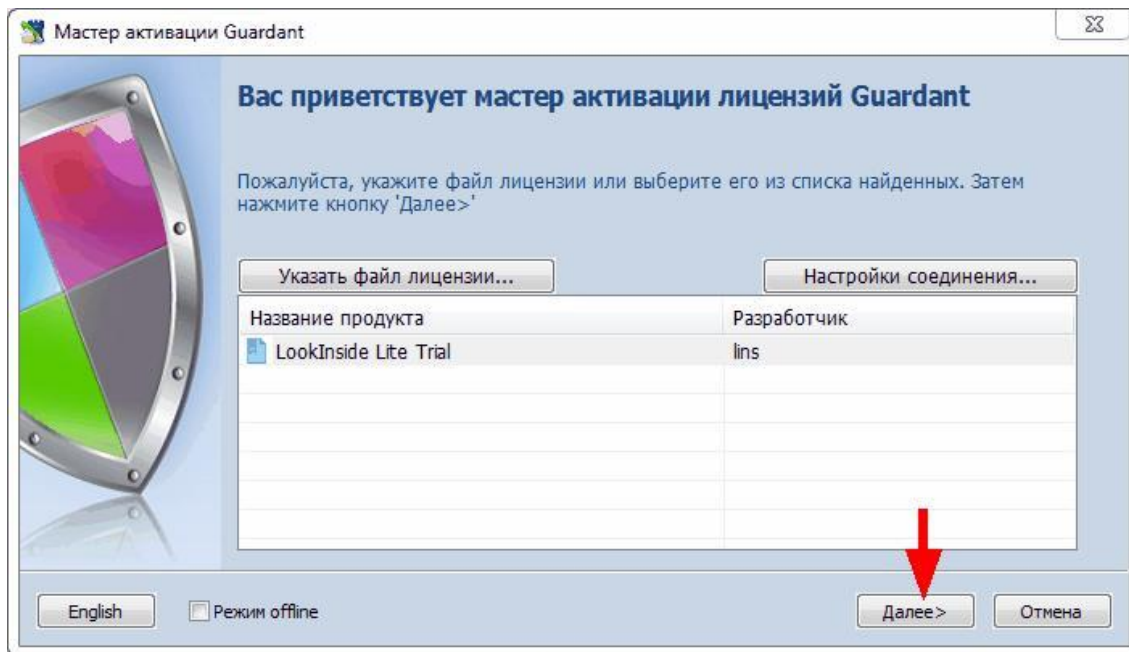 Мастер активации Guardant
Вас приветствует мастер активации лицензий Guardant
Пожалуйста, укажите файл лицензии или выберите его из списка найденных. Затем
нажмите кнопку 'Далее>'
Указать файл лицензии... Настройки соединения...
Название продукта Разработчик
LookInside Lite Trial lins
English Режим offline Далее> Отмена